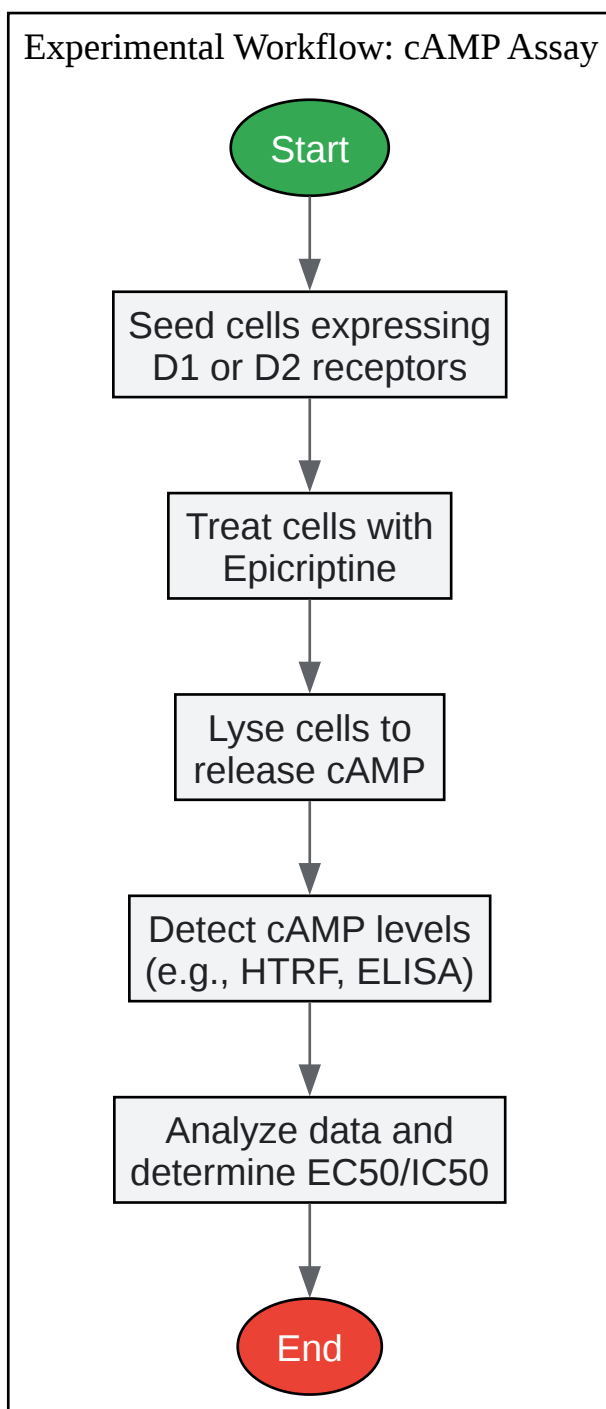 Experimental Workflow: cAMP Assay
Start
Seed cells expressing
D1 or D2 receptors
Treat cells with
Epicriptine
Lyse cells to
release cAMP
Detect cAMP levels
(e.g., HTRF, ELISA)
Analyze data and
determine EC50/IC50
End